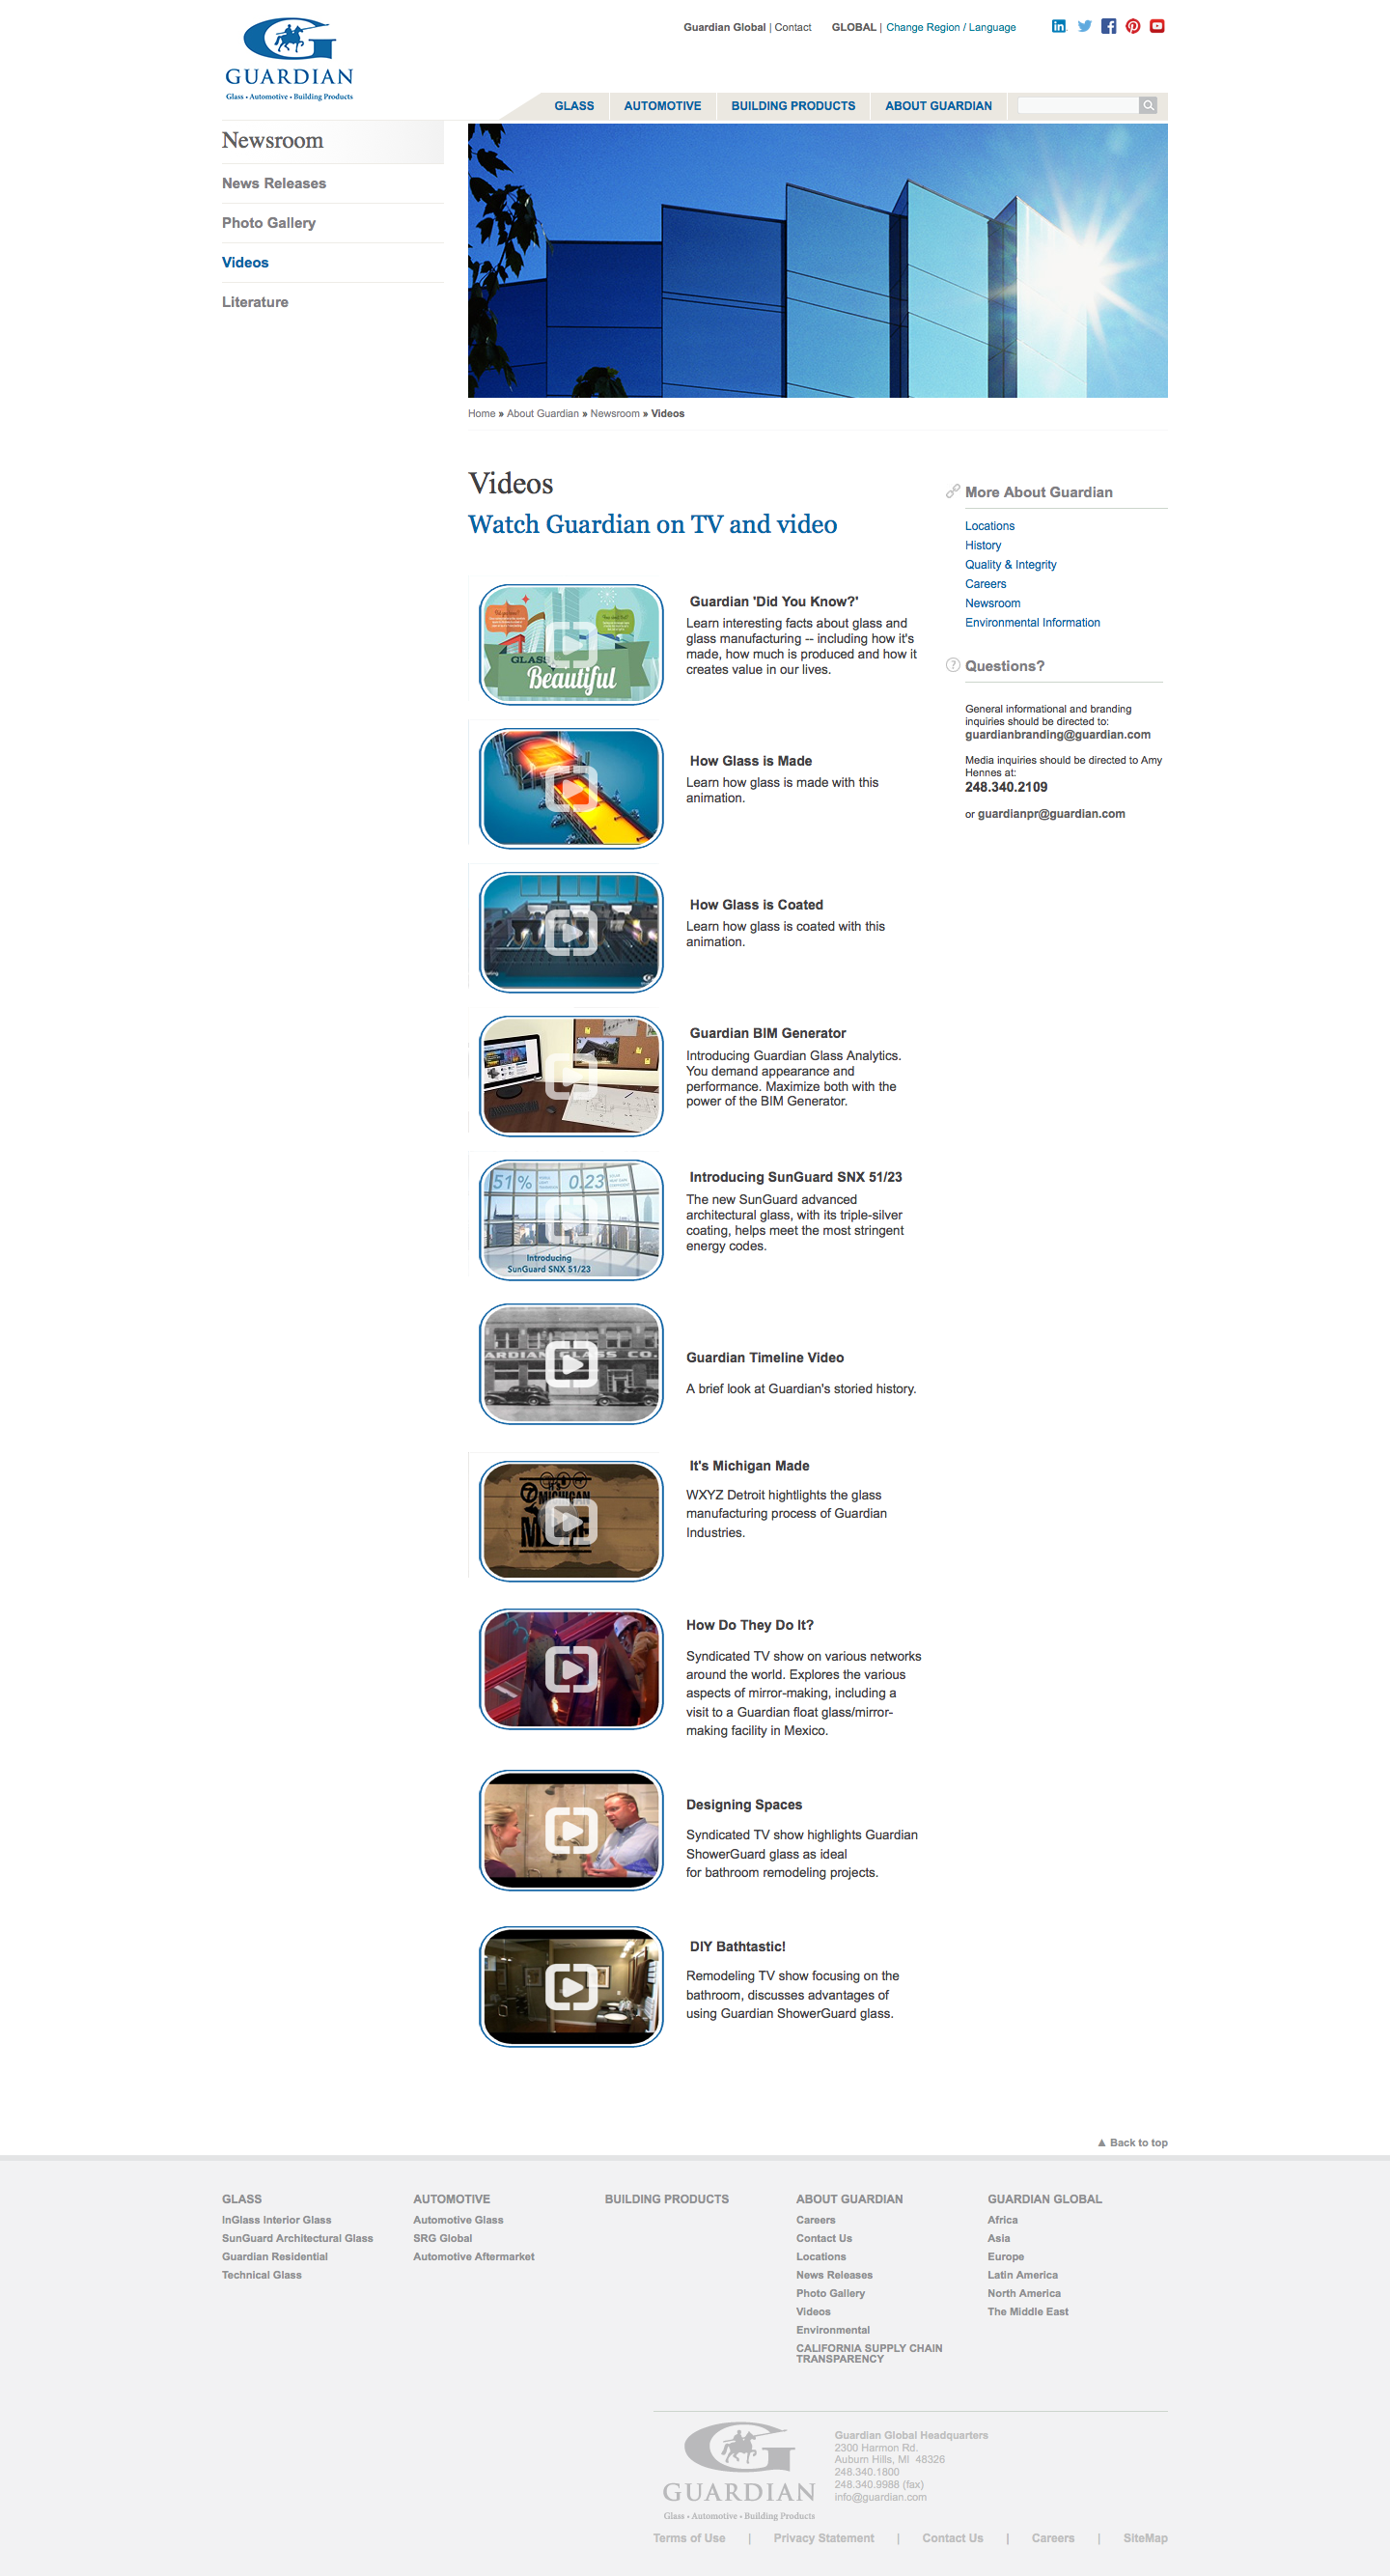 GUARDIAN
Glass • Automotive • Building Products
Guardian Global | Contact
GLOBAL | Change Region / Language
GLASS
AUTOMOTIVE
BUILDING PRODUCTS
ABOUT GUARDIAN
Newsroom
News Releases
Photo Gallery
Videos
Literature
Home » About Guardian » Newsroom » Videos
Videos
Watch Guardian on TV and video
GLASS
Beautiful
Guardian 'Did You Know?'
Learn interesting facts about glass and
glass manufacturing -- including how it's
made, how much is produced and how it
creates value in our lives.
How Glass is Made
Learn how glass is made with this
animation.
How Glass is Coated
Learn how glass is coated with this
animation.
Guardian BIM Generator
Introducing Guardian Glass Analytics.
You demand appearance and
performance. Maximize both with the
power of the BIM Generator.
51% 0.23
Introducing
SunGuard SNX 51/23
Introducing SunGuard SNX 51/23
The new SunGuard advanced
architectural glass, with its triple-silver
coating, helps meet the most stringent
energy codes.
ARDIAN GLASS CO.
Guardian Timeline Video
A brief look at Guardian's storied history.
IT'S
MICHIGAN
It's Michigan Made
WXYZ Detroit hightlights the glass
manufacturing process of Guardian
Industries.
How Do They Do It?
Syndicated TV show on various networks
around the world. Explores the various
aspects of mirror-making, including a
visit to a Guardian float glass/mirror-
making facility in Mexico.
Designing Spaces
Syndicated TV show highlights Guardian
ShowerGuard glass as ideal
for bathroom remodeling projects.
DIY Bathtastic!
Remodeling TV show focusing on the
bathroom, discusses advantages of
using Guardian ShowerGuard glass.
More About Guardian
Locations
History
Quality & Integrity
Careers
Newsroom
Environmental Information
Questions?
General informational and branding
inquiries should be directed to:
guardianbranding@guardian.com
Media inquiries should be directed to Amy
Hennes at:
248.340.2109
or guardianpr@guardian.com
▲ Back to top
GLASS
InGlass Interior Glass
SunGuard Architectural Glass
Guardian Residential
Technical Glass
AUTOMOTIVE
Automotive Glass
SRG Global
Automotive Aftermarket
BUILDING PRODUCTS
ABOUT GUARDIAN
Careers
Contact Us
Locations
News Releases
Photo Gallery
Videos
Environmental
CALIFORNIA SUPPLY CHAIN
TRANSPARENCY
GUARDIAN GLOBAL
Africa
Asia
Europe
Latin America
North America
The Middle East
GUARDIAN
Glass • Automotive • Building Products
Guardian Global Headquarters
2300 Harmon Rd.
Auburn Hills, MI 48326
248.340.1800
248.340.9988 (fax)
info@guardian.com
Terms of Use | Privacy Statement | Contact Us | Careers | SiteMap